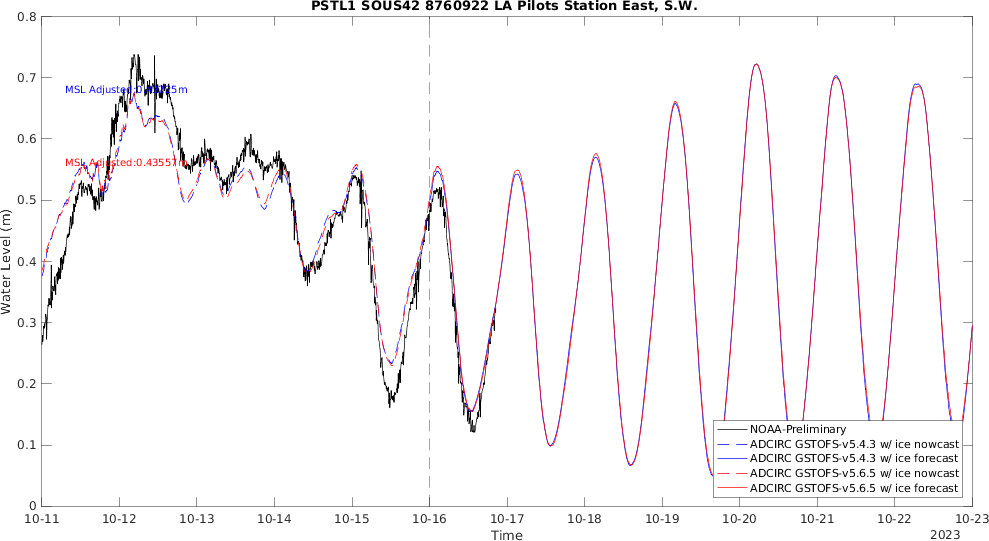 PSTL1 SOUS42 8760922 LA Pilots Station East, S.W.
0.8
0.7
0.6
0.5
0.4
0.3
0.2
0.1
0
Water Level (m)
MSL Adjusted:0.
MSL Adjusted:0.43557
NOAA-Preliminary
ADCIRC GSTOFS-v5.4.3 w/ ice nowcast
ADCIRC GSTOFS-v5.4.3 w/ ice forecast
ADCIRC GSTOFS-v5.6.5 w/ ice nowcast
ADCIRC GSTOFS-v5.6.5 w/ ice forecast
10-11 10-12 10-13 10-14 10-15 10-16 10-17 10-18 10-19 10-20 10-21 10-22 10-23
Time
2023